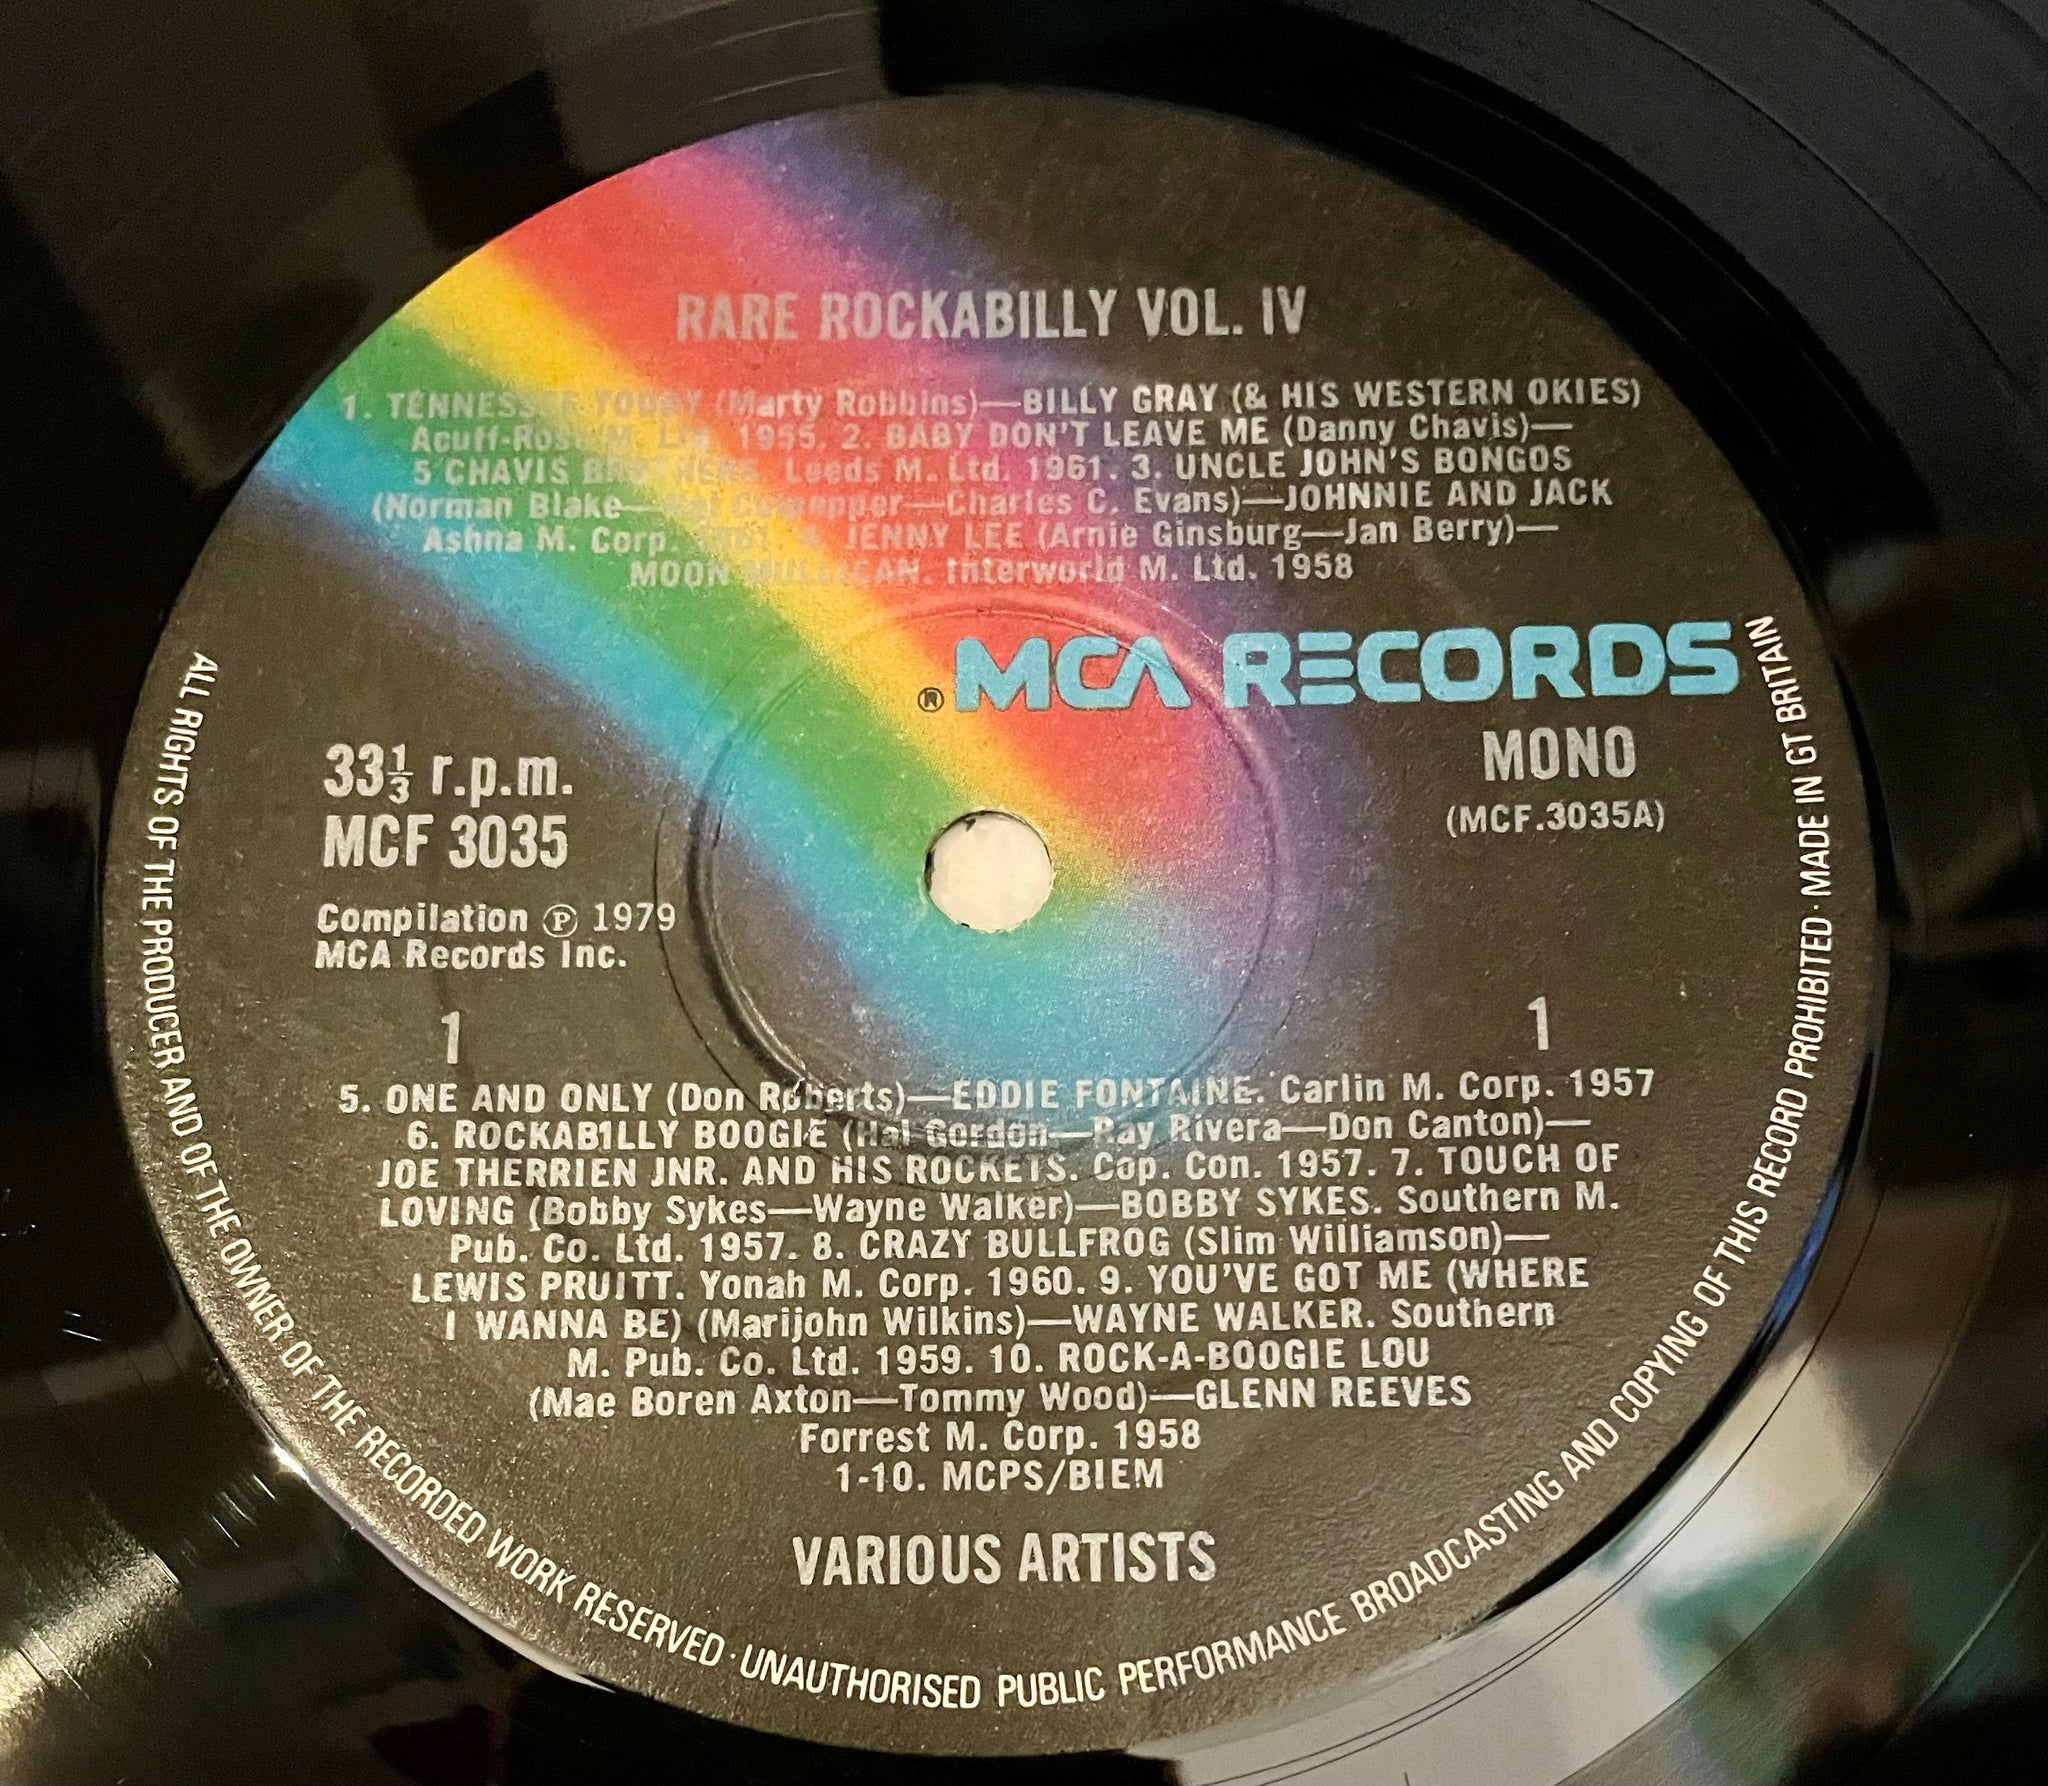 RARE ROCKABILLY VOL. IV
1. TENNESSEE TODDY (Marty Robbins)—BILLY GRAY (& HIS WESTERN OKIES)
Acuff-Rose M. Ltd. 1955. 2. BABY DON'T LEAVE ME (Danny Chavis)—
5 CHAVIS BROTHERS. Leeds M. Ltd. 1961. 3. UNCLE JOHN'S BONGOS
(Norman Blake—Hal Culpepper—Charles C. Evans)—JOHNNIE AND JACK
Ashna M. Corp. 1961. 4. JENNY LEE (Arnie Ginsburg—Jan Berry)—
MOON MULLICAN. Interworld M. Ltd. 1958
® MCA RECORDS
33⅓ r.p.m.
MCF 3035
MONO
(MCF.3035A)
Compilation ℗ 1979
MCA Records Inc.
1
1
5. ONE AND ONLY (Don Roberts)—EDDIE FONTAINE. Carlin M. Corp. 1957
6. ROCKAB1LLY BOOGIE (Hal Gordon—Ray Rivera—Don Canton)—
JOE THERRIEN JNR. AND HIS ROCKETS. Cop. Con. 1957. 7. TOUCH OF
LOVING (Bobby Sykes—Wayne Walker)—BOBBY SYKES. Southern M.
Pub. Co. Ltd. 1957. 8. CRAZY BULLFROG (Slim Williamson)—
LEWIS PRUITT. Yonah M. Corp. 1960. 9. YOU'VE GOT ME (WHERE
I WANNA BE) (Marijohn Wilkins)—WAYNE WALKER. Southern
M. Pub. Co. Ltd. 1959. 10. ROCK-A-BOOGIE LOU
(Mae Boren Axton—Tommy Wood)—GLENN REEVES
Forrest M. Corp. 1958
1-10. MCPS/BIEM
VARIOUS ARTISTS
ALL RIGHTS OF THE PRODUCER AND OF THE OWNER OF THE RECORDED WORK RESERVED · UNAUTHORISED PUBLIC PERFORMANCE BROADCASTING AND COPYING OF THIS RECORD PROHIBITED · MADE IN GT BRITAIN